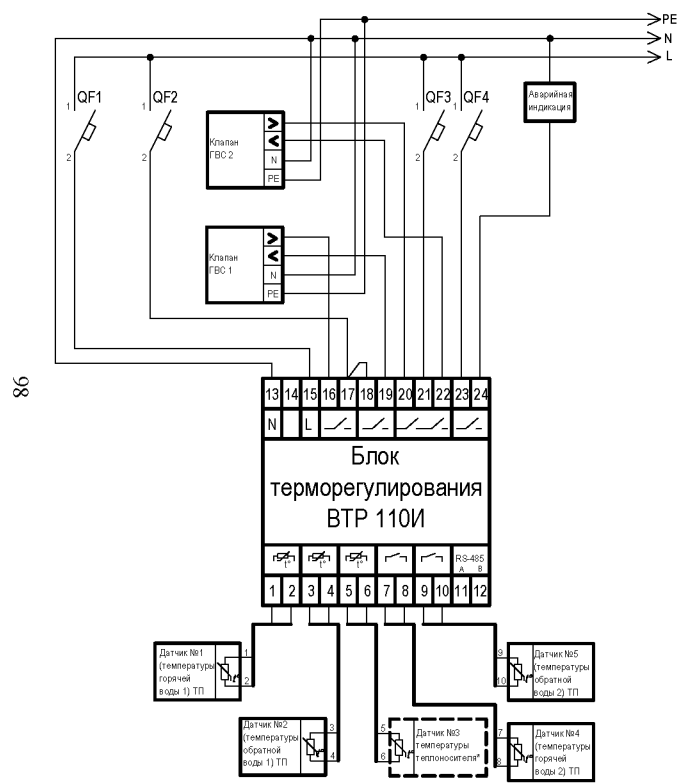 PE
N
L
QF1
QF2
QF3
QF4
1
2
1
2
1
2
1
2
Аварийная
индикация
Клапан
ГВС 2
N
PE
Клапан
ГВС 1
N
PE
98
13 14 15 16 17 18 19 20 21 22 23 24
N L
Блок
терморегулирования
ВТР 110И
t° t° t° RS-485
A B
1 2 3 4 5 6 7 8 9 10 11 12
Датчик №1
(температуры
горячей
воды 1) ТП
1
2
t°
Датчик №5
(температуры
обратной
воды 2) ТП
9
10
t°
Датчик №2
(температуры
обратной
воды 1) ТП
3
4
t°
Датчик №3
температуры
теплоносителя*
5
6
t°
Датчик №4
(температуры
горячей
воды 2) ТП
7
8
t°